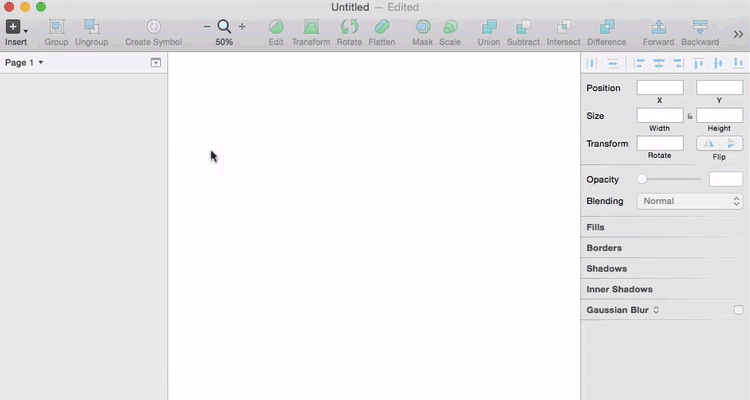 Untitled — Edited
Insert Group Ungroup Create Symbol 50% Edit Transform Rotate Flatten Mask Scale Union Subtract Intersect Difference Forward Backward
Page 1
Position
X Y
Size
Width Height
Transform
Rotate Flip
Opacity
Blending Normal
Fills
Borders
Shadows
Inner Shadows
Gaussian Blur